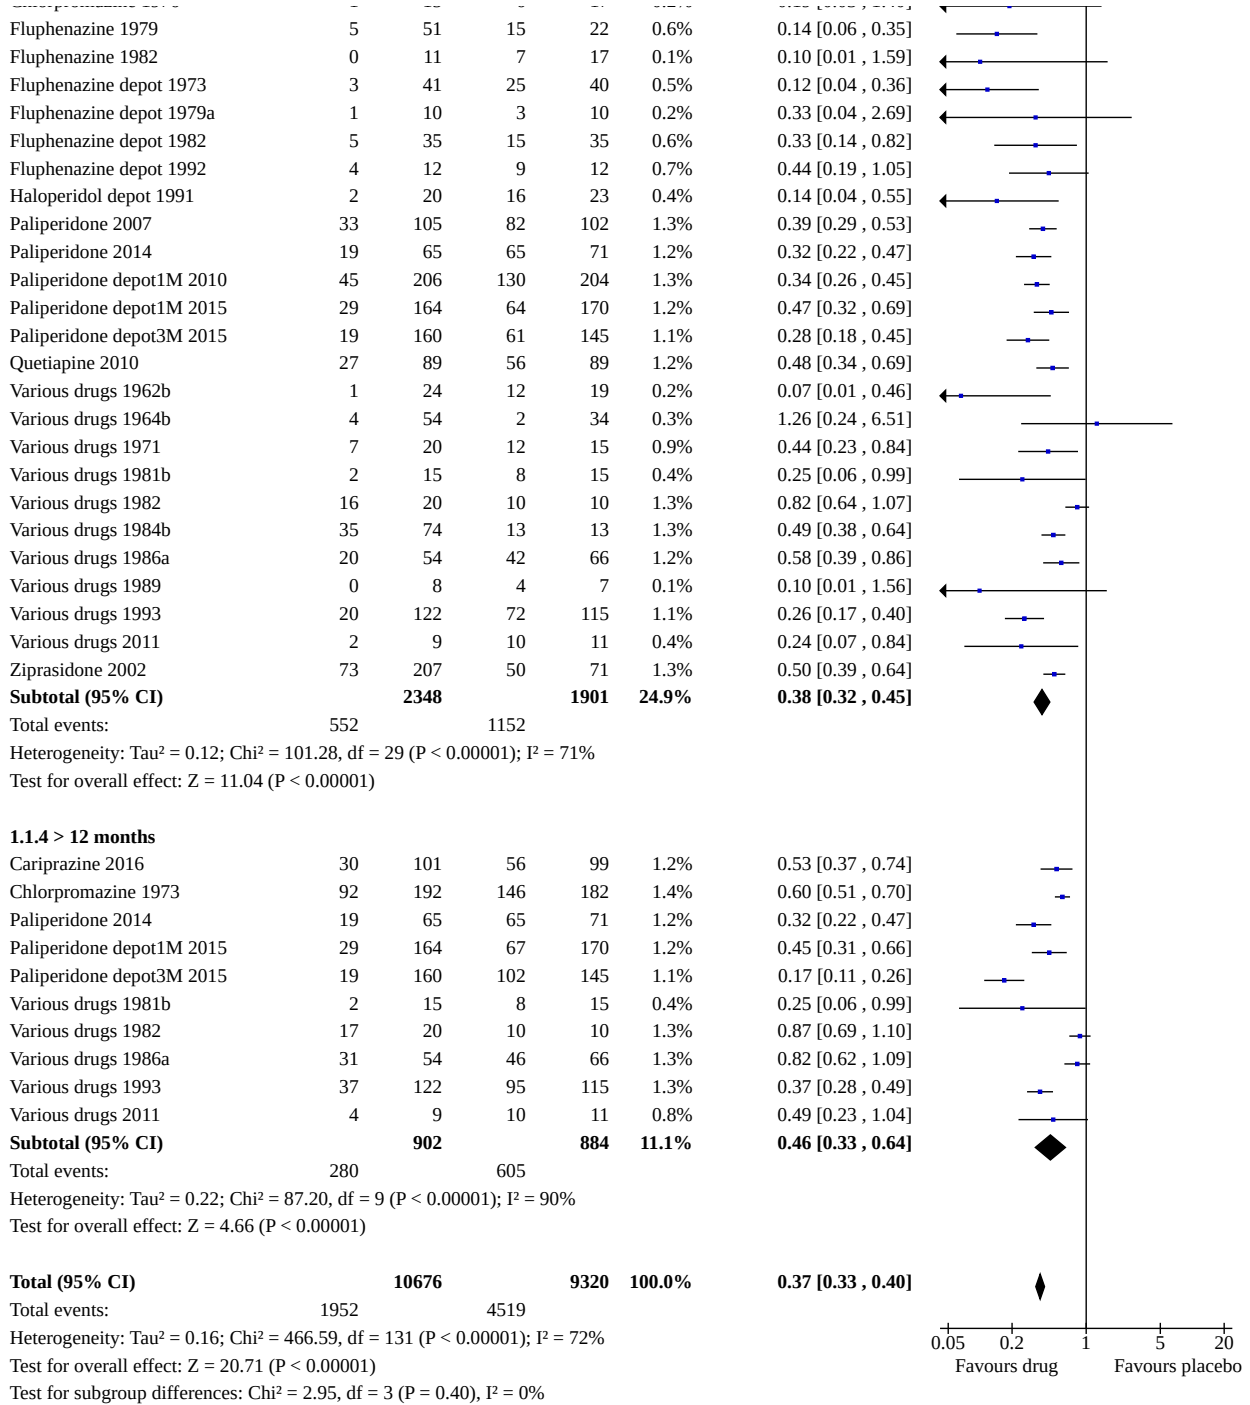 Fluphenazine 1979 5 51 15 22 0.6% 0.14 [0.06 , 0.35]
Fluphenazine 1982 0 11 7 17 0.1% 0.10 [0.01 , 1.59]
Fluphenazine depot 1973 3 41 25 40 0.5% 0.12 [0.04 , 0.36]
Fluphenazine depot 1979a 1 10 3 10 0.2% 0.33 [0.04 , 2.69]
Fluphenazine depot 1982 5 35 15 35 0.6% 0.33 [0.14 , 0.82]
Fluphenazine depot 1992 4 12 9 12 0.7% 0.44 [0.19 , 1.05]
Haloperidol depot 1991 2 20 16 23 0.4% 0.14 [0.04 , 0.55]
Paliperidone 2007 33 105 82 102 1.3% 0.39 [0.29 , 0.53]
Paliperidone 2014 19 65 65 71 1.2% 0.32 [0.22 , 0.47]
Paliperidone depot1M 2010 45 206 130 204 1.3% 0.34 [0.26 , 0.45]
Paliperidone depot1M 2015 29 164 64 170 1.2% 0.47 [0.32 , 0.69]
Paliperidone depot3M 2015 19 160 61 145 1.1% 0.28 [0.18 , 0.45]
Quetiapine 2010 27 89 56 89 1.2% 0.48 [0.34 , 0.69]
Various drugs 1962b 1 24 12 19 0.2% 0.07 [0.01 , 0.46]
Various drugs 1964b 4 54 2 34 0.3% 1.26 [0.24 , 6.51]
Various drugs 1971 7 20 12 15 0.9% 0.44 [0.23 , 0.84]
Various drugs 1981b 2 15 8 15 0.4% 0.25 [0.06 , 0.99]
Various drugs 1982 16 20 10 10 1.3% 0.82 [0.64 , 1.07]
Various drugs 1984b 35 74 13 13 1.3% 0.49 [0.38 , 0.64]
Various drugs 1986a 20 54 42 66 1.2% 0.58 [0.39 , 0.86]
Various drugs 1989 0 8 4 7 0.1% 0.10 [0.01 , 1.56]
Various drugs 1993 20 122 72 115 1.1% 0.26 [0.17 , 0.40]
Various drugs 2011 2 9 10 11 0.4% 0.24 [0.07 , 0.84]
Ziprasidone 2002 73 207 50 71 1.3% 0.50 [0.39 , 0.64]
Subtotal (95% CI) 2348 1901 24.9% 0.38 [0.32 , 0.45]
Total events: 552 1152
Heterogeneity: Tau² = 0.12; Chi² = 101.28, df = 29 (P < 0.00001); I² = 71%
Test for overall effect: Z = 11.04 (P < 0.00001)
1.1.4 > 12 months
Cariprazine 2016 30 101 56 99 1.2% 0.53 [0.37 , 0.74]
Chlorpromazine 1973 92 192 146 182 1.4% 0.60 [0.51 , 0.70]
Paliperidone 2014 19 65 65 71 1.2% 0.32 [0.22 , 0.47]
Paliperidone depot1M 2015 29 164 67 170 1.2% 0.45 [0.31 , 0.66]
Paliperidone depot3M 2015 19 160 102 145 1.1% 0.17 [0.11 , 0.26]
Various drugs 1981b 2 15 8 15 0.4% 0.25 [0.06 , 0.99]
Various drugs 1982 17 20 10 10 1.3% 0.87 [0.69 , 1.10]
Various drugs 1986a 31 54 46 66 1.3% 0.82 [0.62 , 1.09]
Various drugs 1993 37 122 95 115 1.3% 0.37 [0.28 , 0.49]
Various drugs 2011 4 9 10 11 0.8% 0.49 [0.23 , 1.04]
Subtotal (95% CI) 902 884 11.1% 0.46 [0.33 , 0.64]
Total events: 280 605
Heterogeneity: Tau² = 0.22; Chi² = 87.20, df = 9 (P < 0.00001); I² = 90%
Test for overall effect: Z = 4.66 (P < 0.00001)
Total (95% CI) 10676 9320 100.0% 0.37 [0.33 , 0.40]
Total events: 1952 4519
Heterogeneity: Tau² = 0.16; Chi² = 466.59, df = 131 (P < 0.00001); I² = 72%
0.05 0.2 1 5 20
Test for overall effect: Z = 20.71 (P < 0.00001)
Favours drug Favours placebo
Test for subgroup differences: Chi² = 2.95, df = 3 (P = 0.40), I² = 0%